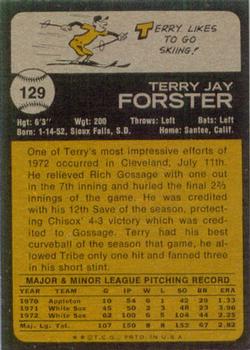 TERRY LIKES
TO GO
SKIING!
129
TERRY JAY
FORSTER
Hgt: 6'3" Wgt: 200 Throws: Left Bats: Left
Born: 1-14-52, Sioux Falls, S.D. Home: Santee, Calif.
One of Terry's most impressive efforts of
1972 occurred in Cleveland, July 11th.
He relieved Rich Gossage with one
out in the 7th inning and hurled the final 2⅔
innings of the game. He was credited
with his 12th Save of the season, protect-
ing Chisox' 4-3 victory which was cred-
ited to Gossage. Terry had his
best curveball of the season that game, he
allowed Tribe only one hit and fanned three
in his short stint.
MAJOR & MINOR LEAGUE PITCHING RECORD
YEAR CLUB G IP W L SO BB ERA
1970 Appleton 10 54 6 1 42 29 1.33
1971 White Sox 45 50 2 3 48 23 3.96
1972 White Sox 62 100 6 5 104 44 2.25
Maj. Lg. Tot. 107 150 8 8 152 67 2.82
© T.C.G. PRTD. IN U.S.A.